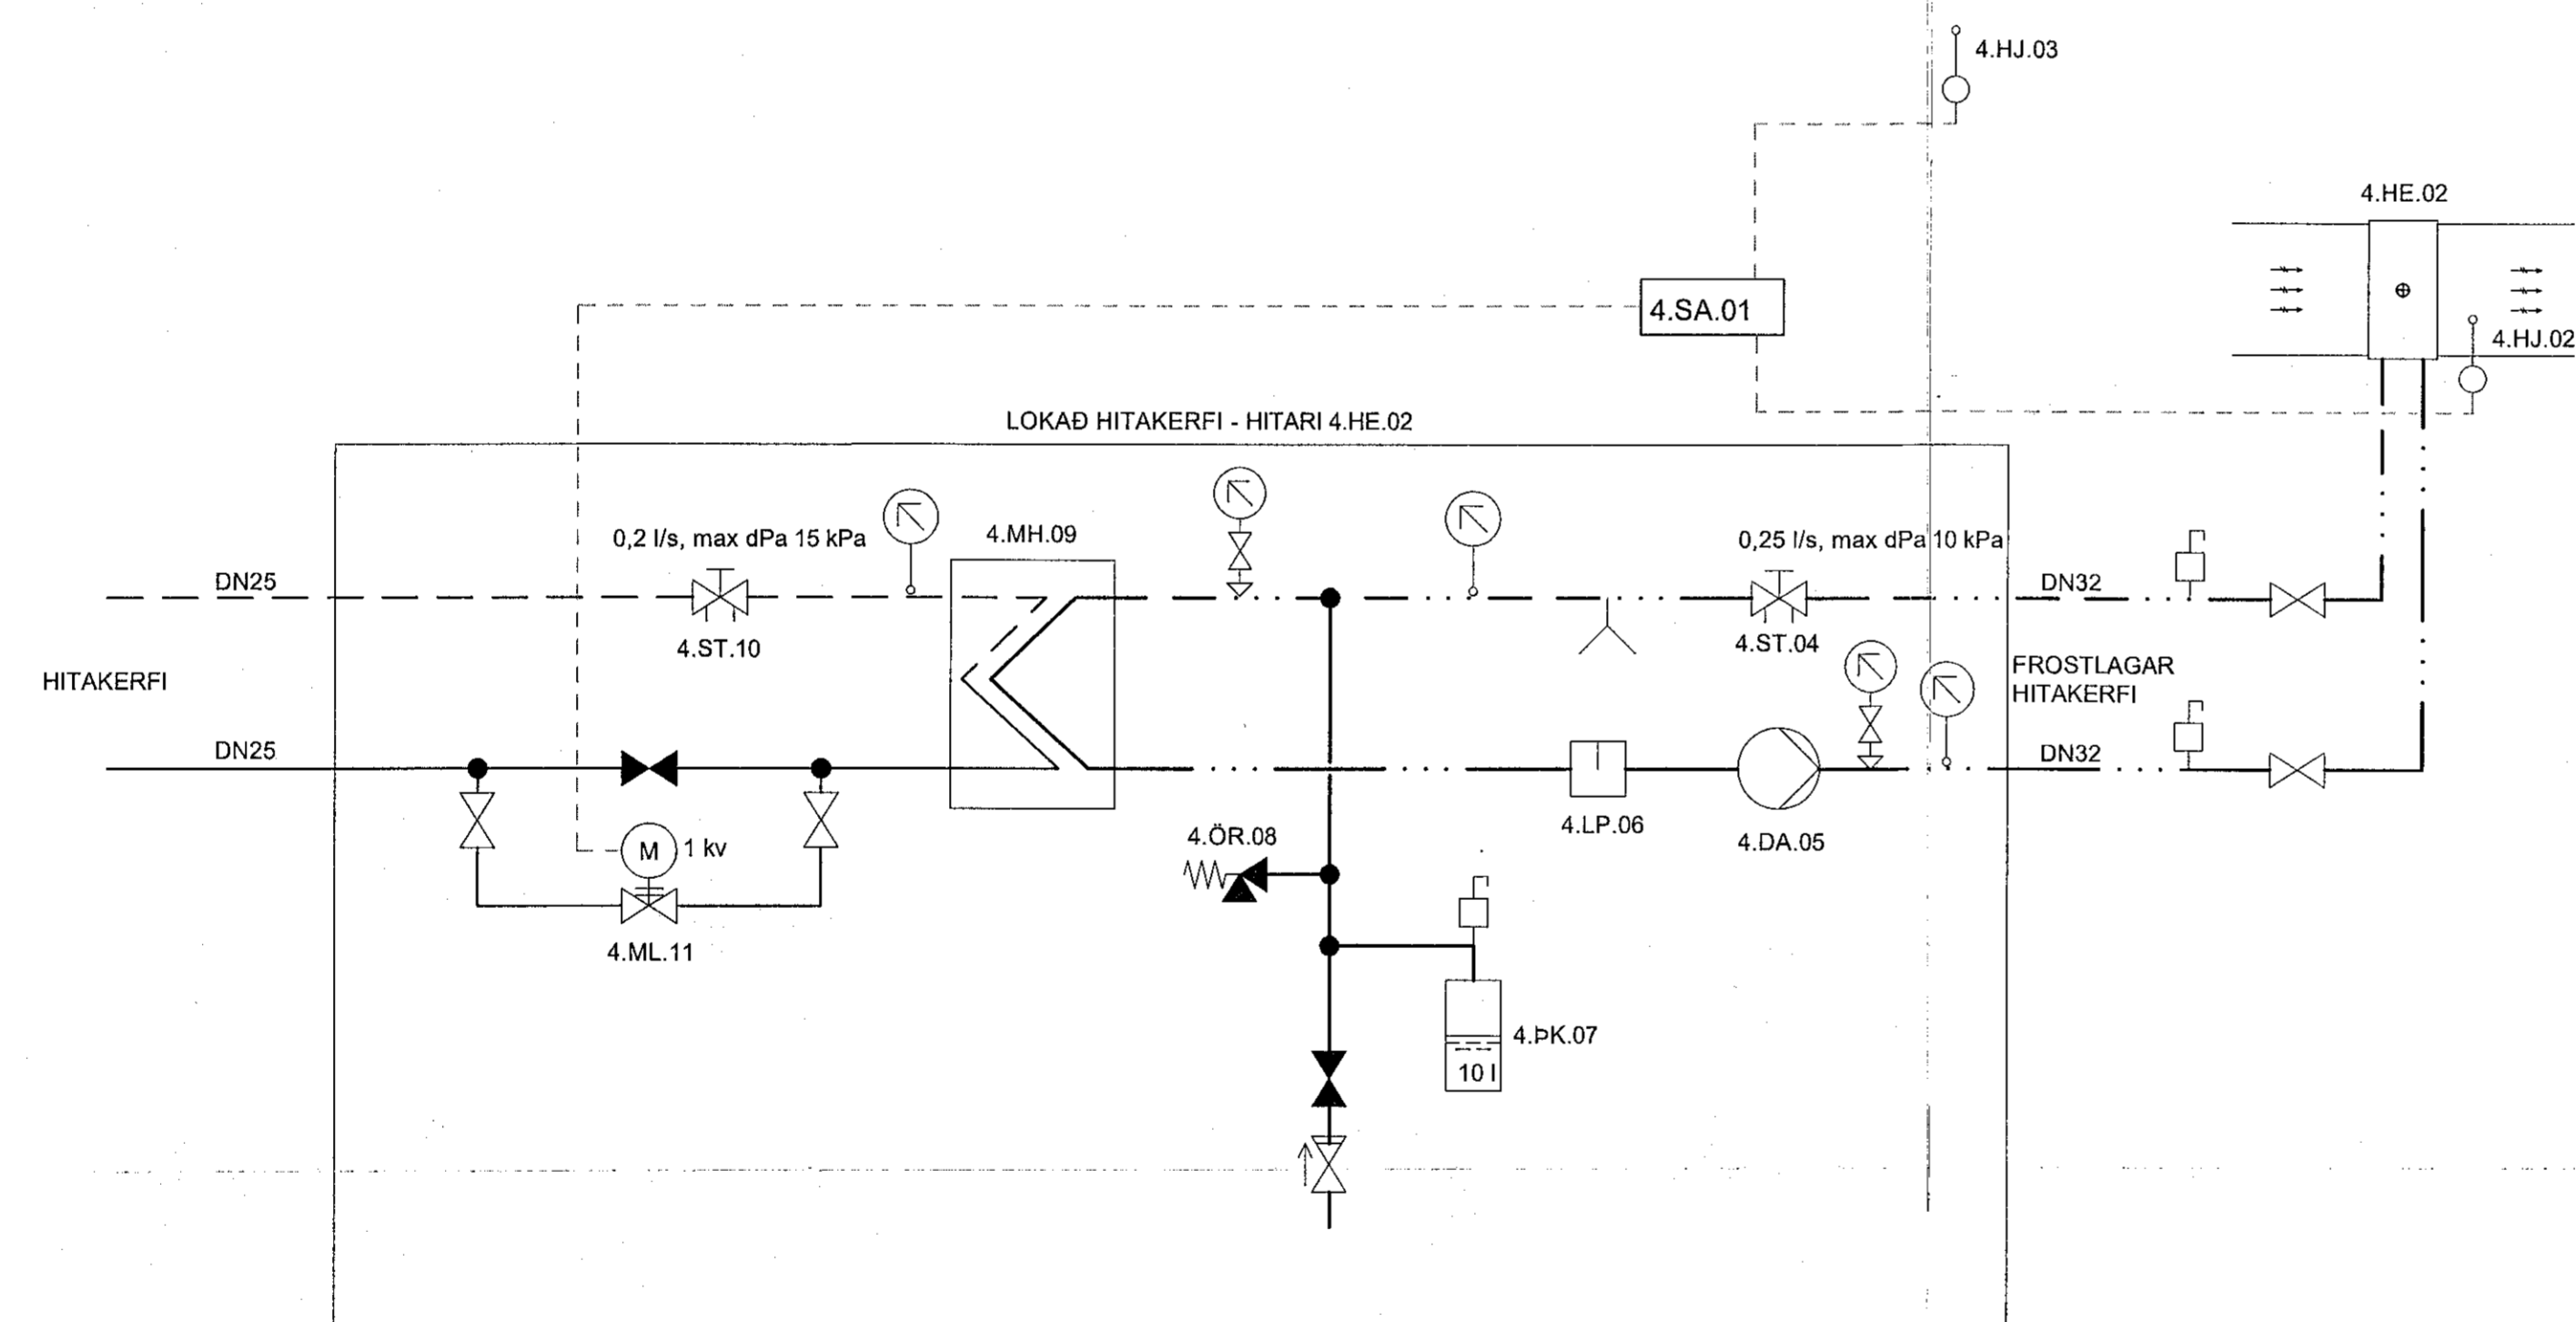 4.HJ.03
4.HE.02
4.SA.01
4.HJ.02
LOKAÐ HITAKERFI - HITARI 4.HE.02
0,2 l/s, max dPa 15 kPa
4.MH.09
0,25 l/s, max dPa 10 kPa
DN25
DN32
4.ST.10
4.ST.04
HITAKERFI
FROSTLAGAR
HITAKERFI
DN25
DN32
4.LP.06
4.DA.05
4.ÖR.08
M
1 kv
4.ML.11
4.ÞK.07
10 l